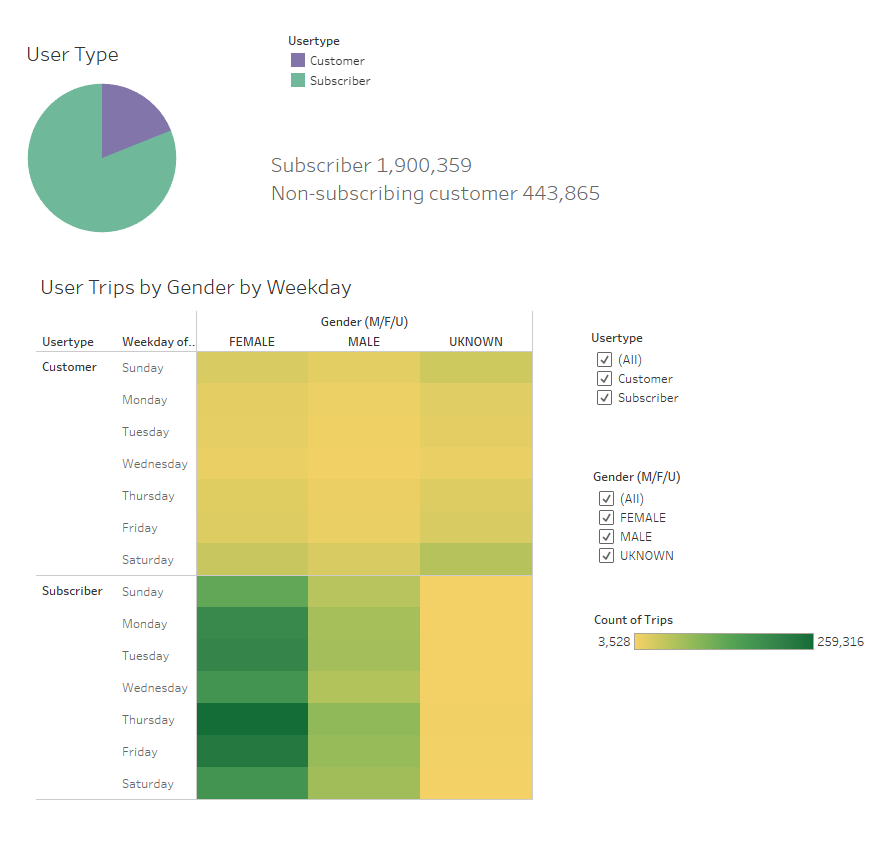 User Type
Usertype
Customer
Subscriber
Subscriber 1,900,359
Non-subscribing customer 443,865
User Trips by Gender by Weekday
Gender (M/F/U)
Usertype Weekday of.. FEMALE MALE UKNOWN
Customer Sunday
Monday
Tuesday
Wednesday
Thursday
Friday
Saturday
Subscriber Sunday
Monday
Tuesday
Wednesday
Thursday
Friday
Saturday
Usertype
(All)
Customer
Subscriber
Gender (M/F/U)
(All)
FEMALE
MALE
UKNOWN
Count of Trips
3,528 259,316